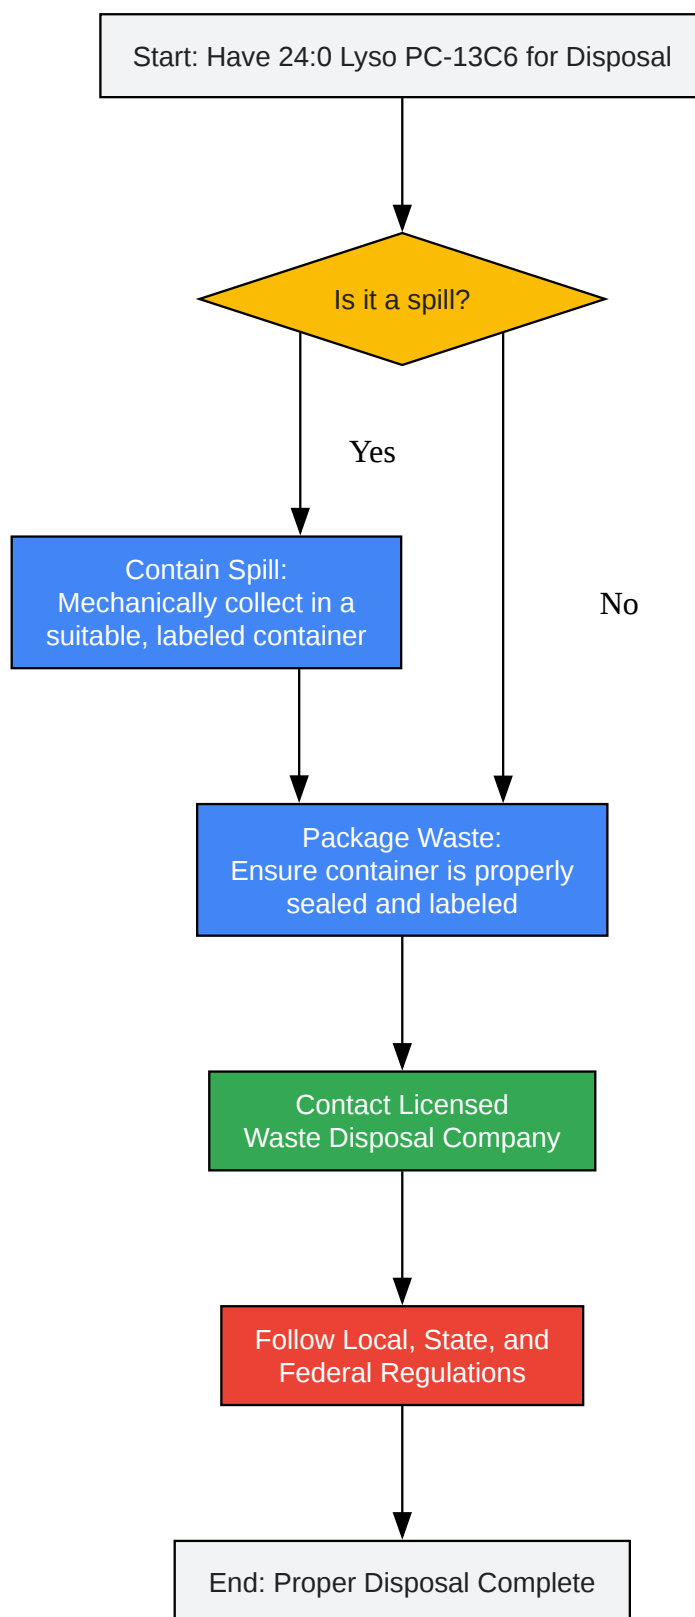 Start: Have 24:0 Lyso PC-13C6 for Disposal
Is it a spill?
Yes
Contain Spill:
Mechanically collect in a
suitable, labeled container
No
Package Waste:
Ensure container is properly
sealed and labeled
Contact Licensed
Waste Disposal Company
Follow Local, State, and
Federal Regulations
End: Proper Disposal Complete